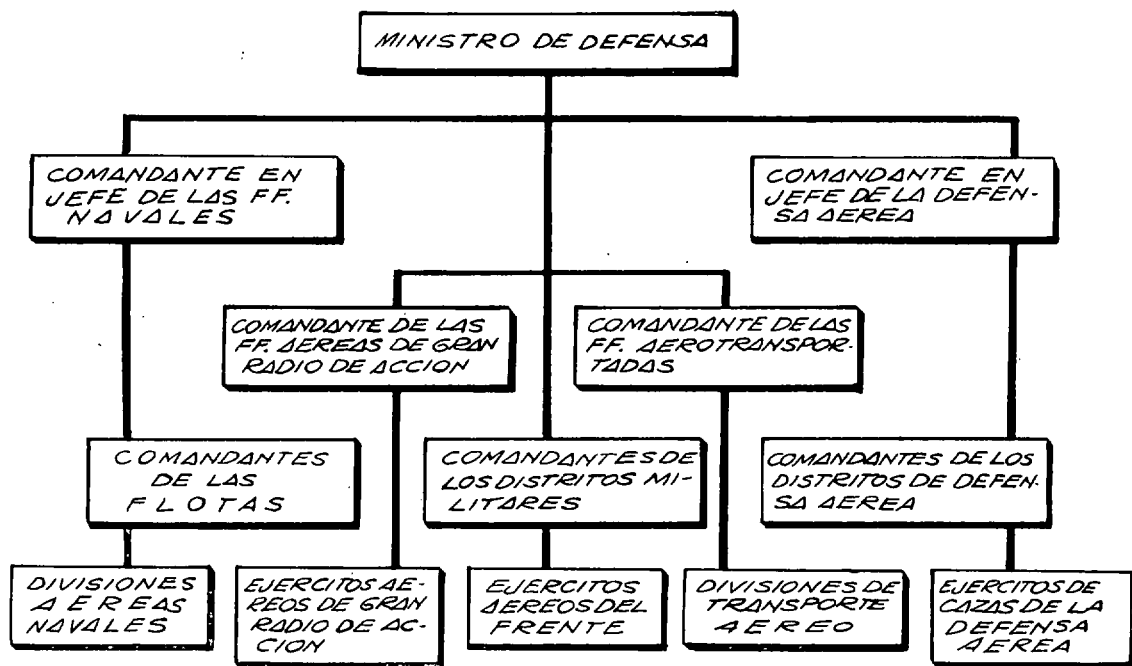 MINISTRO DE DEFENSA
COMANDANTE EN
JEFE DE LAS FF.
NAVALES
COMANDANTE EN
JEFE DE LA DEFEN-
SA AEREA
COMANDANTE DE LAS
FF. AEREAS DE GRAN
RADIO DE ACCION
COMANDANTE DE LAS
FF. AEROTRANSPOR-
TADAS
COMANDANTES
DE LAS
FLOTAS
COMANDANTES DE
LOS DISTRITOS MI-
LITARES
COMANDANTES DE LOS
DISTRITOS DE DEFEN-
SA AEREA
DIVISIONES
AEREAS
NAVALES
EJERCITOS AE-
REOS DE GRAN
RADIO DE AC-
CION
EJERCITOS
AEREOS DEL
FRENTE
DIVISIONES DE
TRANSPORTE
AEREO
EJERCITOS DE
CAZAS DE LA
DEFENSA
AEREA